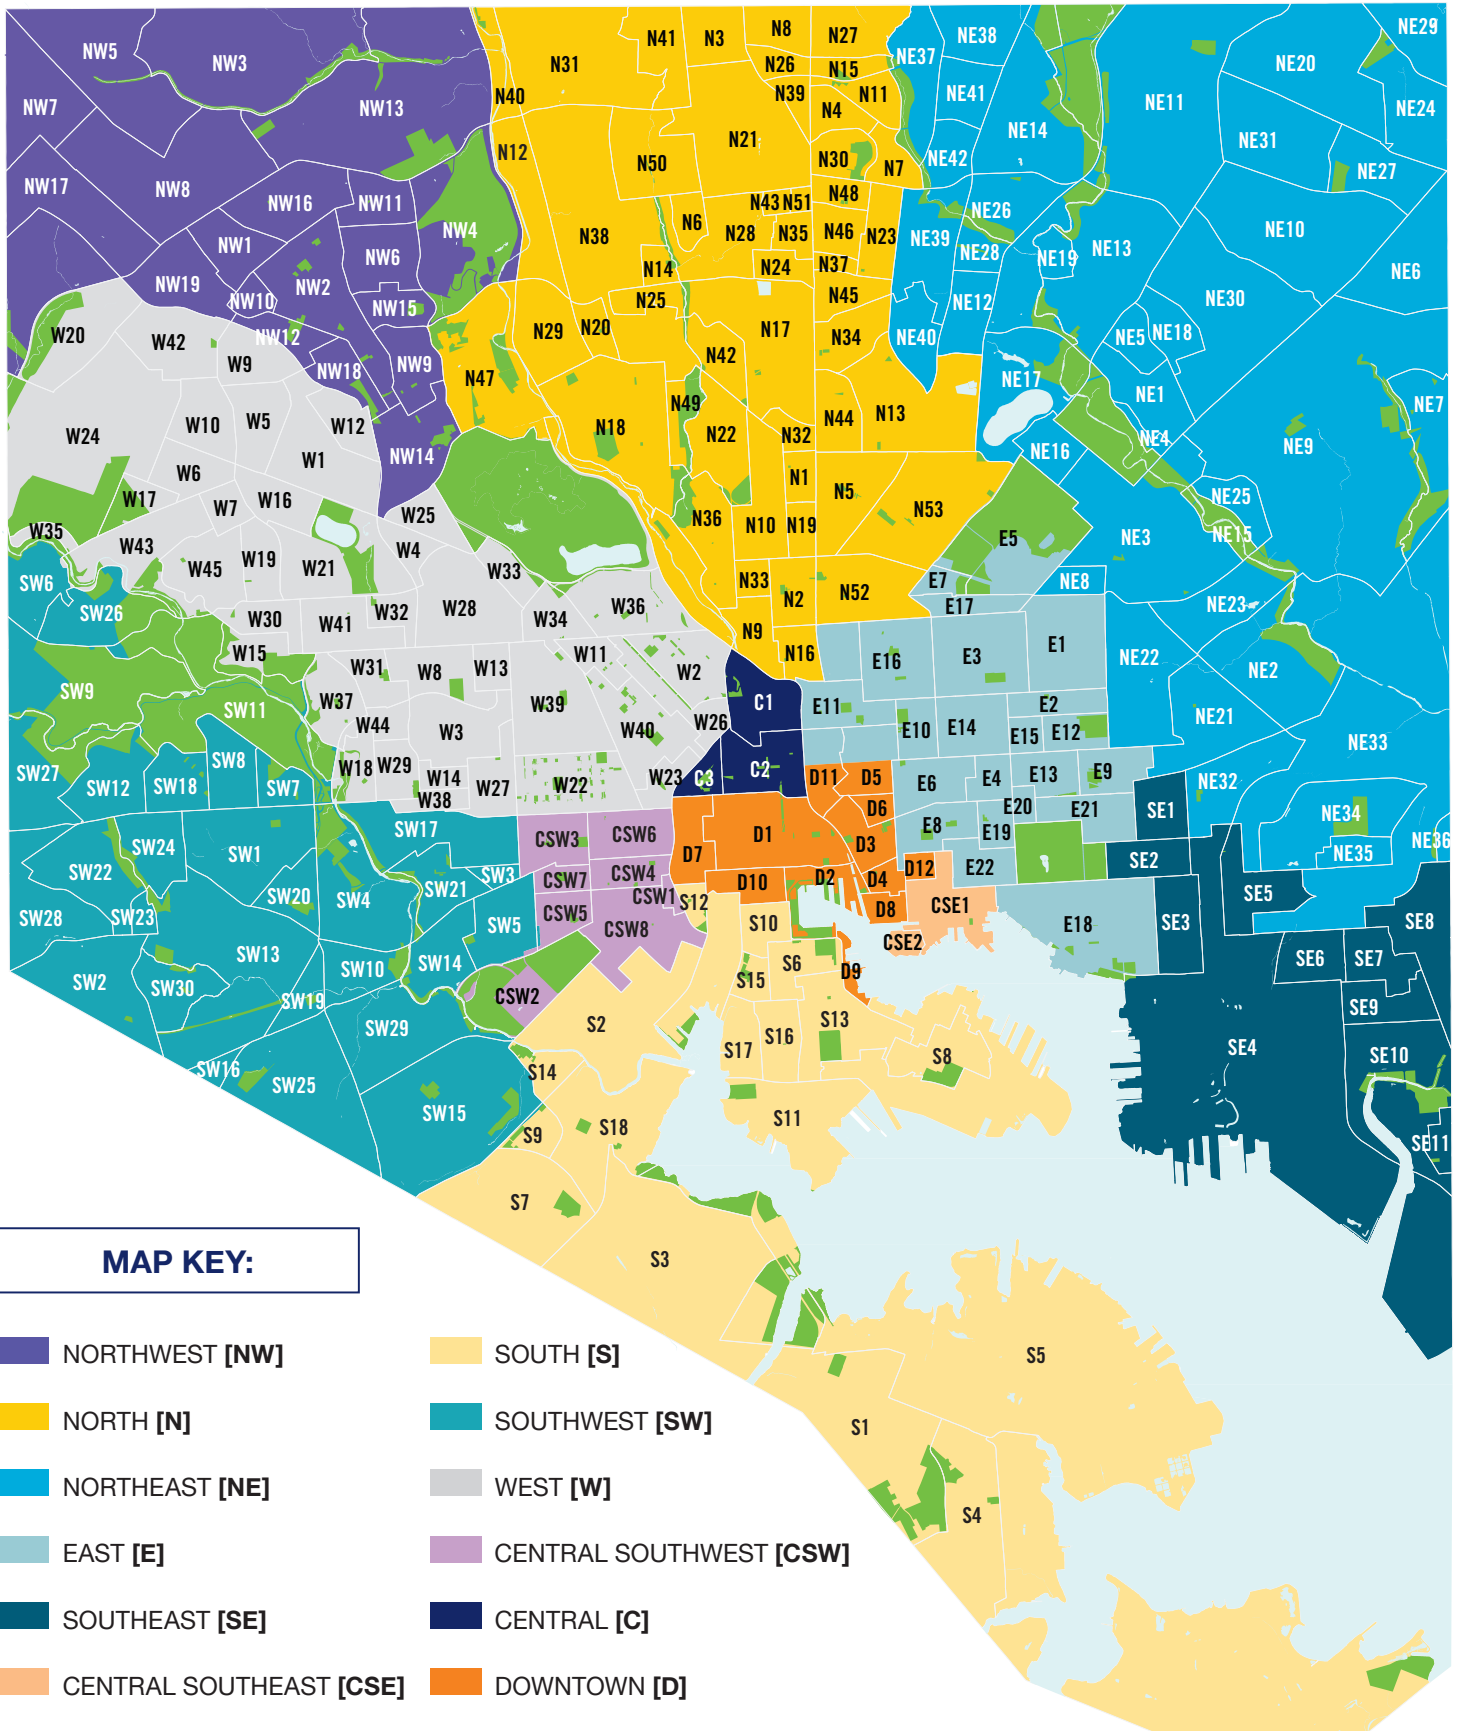 NW5
NW3
NW7
NW13
NW17
NW8
NW16
NW11
NW4
NW1
NW6
NW19
NW10
NW2
NW15
NW12
NW18
NW9
NW14
N31
N41
N3
N8
N27
N26
N15
N40
N39
N11
N4
N12
N21
N50
N30
N7
N43
N51
N48
N6
N38
N28
N35
N46
N23
N14
N24
N37
N25
N45
N29
N20
N17
N34
N42
N47
N49
N18
N22
N44
N13
N32
N1
N5
N36
N10
N19
N53
N33
N2
N52
N9
N16
NE37
NE38
NE29
NE20
NE41
NE11
NE24
NE14
NE31
NE42
NE27
NE26
NE39
NE28
NE19
NE13
NE10
NE6
NE12
NE30
NE40
NE5
NE18
NE17
NE1
NE7
NE4
NE9
NE16
NE25
NE3
NE15
NE8
NE23
NE22
NE2
NE21
NE33
NE32
NE34
NE36
NE35
W20
W42
W9
W24
W10
W5
W12
W6
W1
W17
W7
W16
W25
W35
W43
W45
W19
W21
W4
W33
W30
W41
W32
W28
W34
W36
W15
W31
W8
W13
W11
W2
W37
W44
W3
W39
W40
W26
W18
W29
W14
W38
W27
W22
W23
E5
E7
E17
E16
E3
E1
E11
E10
E14
E2
E15
E12
E6
E4
E13
E9
E20
E21
E8
E19
E22
E18
C1
C2
C3
D11
D5
D6
D1
D3
D7
D10
D2
D4
D12
D8
D9
CSE1
CSE2
SE1
SE2
SE5
SE3
SE8
SE6
SE7
SE9
SE4
SE10
SE11
SW6
SW26
SW9
SW11
SW27
SW12
SW18
SW8
SW7
SW17
SW24
SW1
SW22
SW3
SW20
SW4
SW21
SW28
SW23
SW5
SW13
SW10
SW14
SW2
SW30
SW19
SW29
SW16
SW25
SW15
CSW3
CSW6
CSW7
CSW4
CSW1
CSW5
CSW8
CSW2
S12
S10
S6
S15
S2
S13
S16
S17
S8
S14
S11
S9
S18
S7
S3
S5
S1
S4
MAP KEY:
NORTHWEST [NW]
NORTH [N]
NORTHEAST [NE]
EAST [E]
SOUTHEAST [SE]
CENTRAL SOUTHEAST [CSE]
SOUTH [S]
SOUTHWEST [SW]
WEST [W]
CENTRAL SOUTHWEST [CSW]
CENTRAL [C]
DOWNTOWN [D]